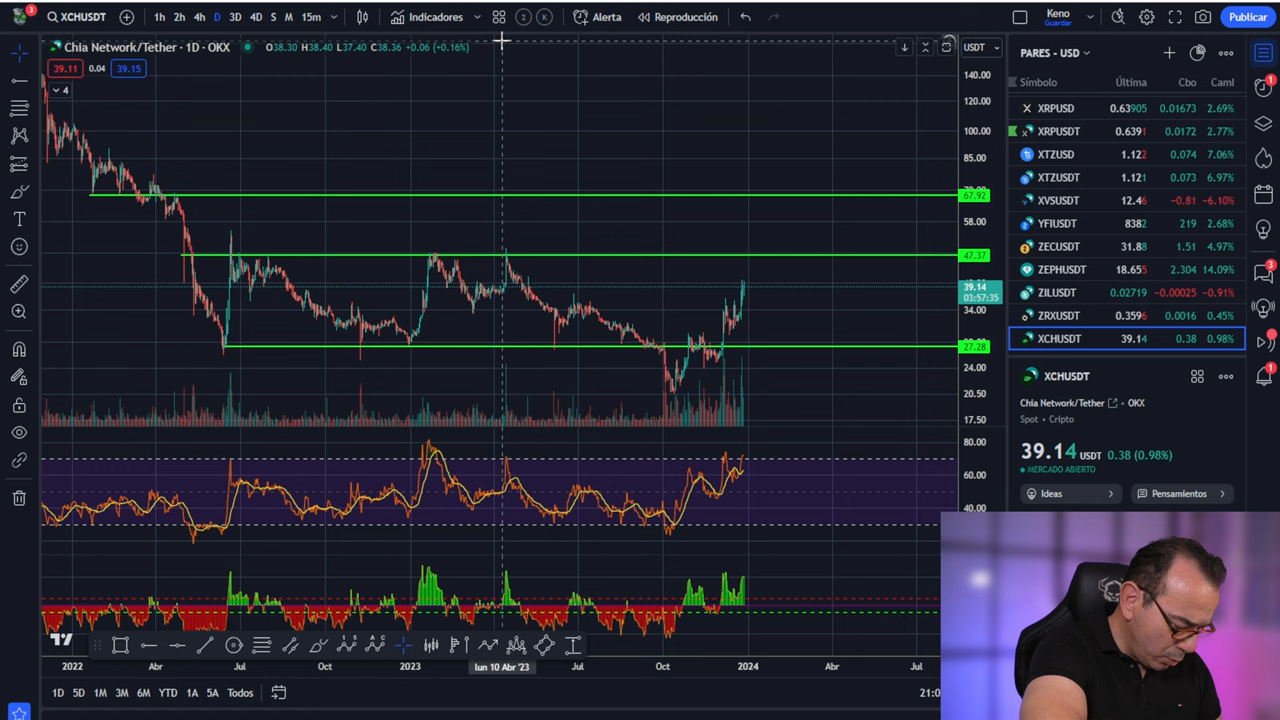 3
XCHUSDT
1h 2h 4h D 3D 4D S M 15m
Indicadores
2 K
Alerta
Reproducción
Keno
Guardar
Publicar
Chia Network/Tether · 1D · OKX
O38.30 H38.40 L37.40 C38.36 +0.06 (+0.16%)
39.11 0.04 39.15
4
USDT
140.00
120.00
100.00
85.00
67.92
58.00
47.37
39.14
03:57:35
34.00
27.28
24.00
20.50
17.50
80.00
60.00
40.00
2022 Abr Jul Oct 2023 lun 10 Abr '23 Jul Oct 2024 Abr Jul
1D 5D 1M 3M 6M YTD 1A 5A Todos
PARES - USD
Símbolo Última Cbo Caml
XRPUSD 0.63905 0.01673 2.69%
XRPUSDT 0.6391 0.0172 2.77%
XTZUSD 1.122 0.074 7.06%
XTZUSDT 1.121 0.073 6.97%
XVSUSDT 12.46 −0.81 −6.10%
YFIUSDT 8382 219 2.68%
ZECUSDT 31.88 1.51 4.97%
ZEPHUSDT 18.655 2.304 14.09%
ZILUSDT 0.02719 −0.00025 −0.91%
ZRXUSDT 0.3596 0.0016 0.45%
XCHUSDT 39.14 0.38 0.98%
XCHUSDT
Chia Network/Tether · OKX
Spot · Cripto
39.14 USDT 0.38 (0.98%)
MERCADO ABIERTO
Ideas
Pensamientos
1
3
1